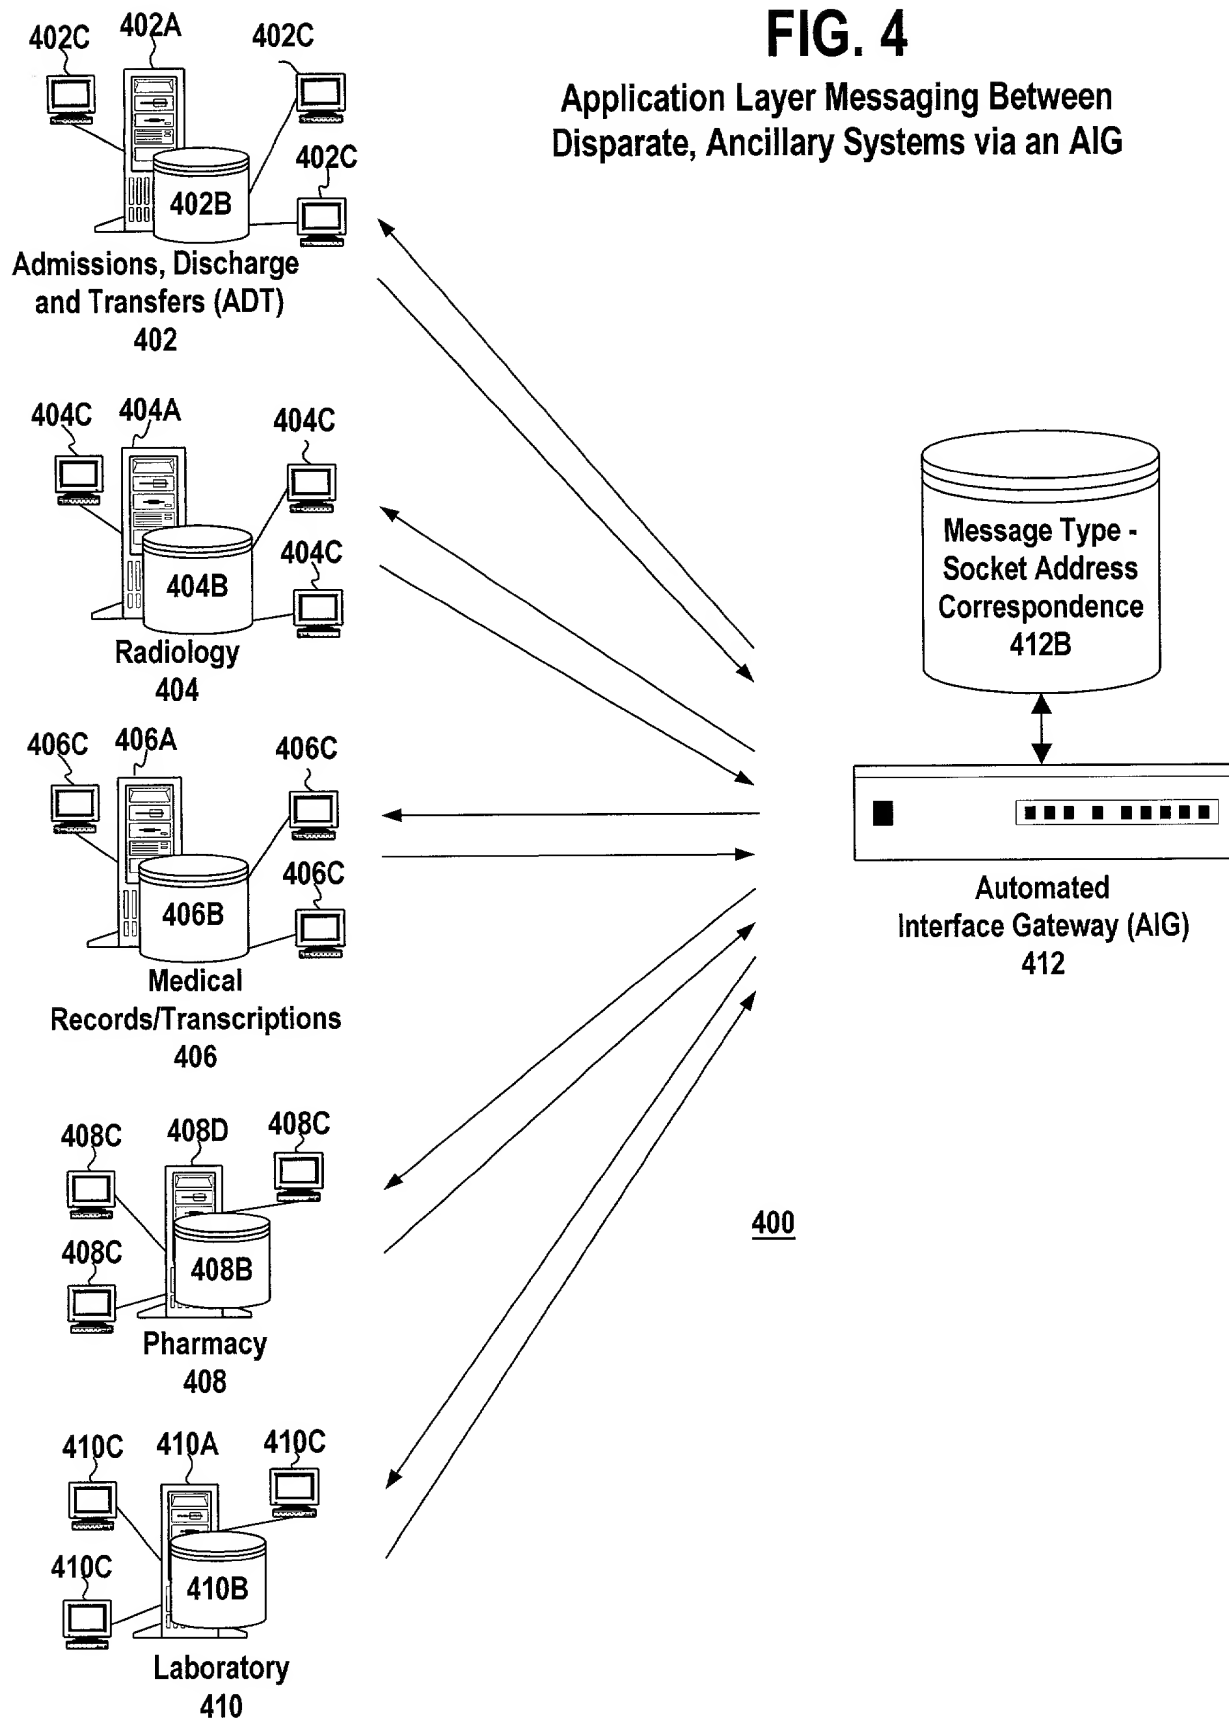 FIG. 4
Application Layer Messaging Between
Disparate, Ancillary Systems via an AIG
402C
402A
402C
402C
402B
Admissions, Discharge
and Transfers (ADT)
402
404C
404A
404C
404C
404B
Radiology
404
406C
406A
406C
406C
406B
Medical
Records/Transcriptions
406
408C
408D
408C
408C
408B
Pharmacy
408
410C
410A
410C
410C
410B
Laboratory
410
Message Type -
Socket Address
Correspondence
412B
Automated
Interface Gateway (AIG)
412
400